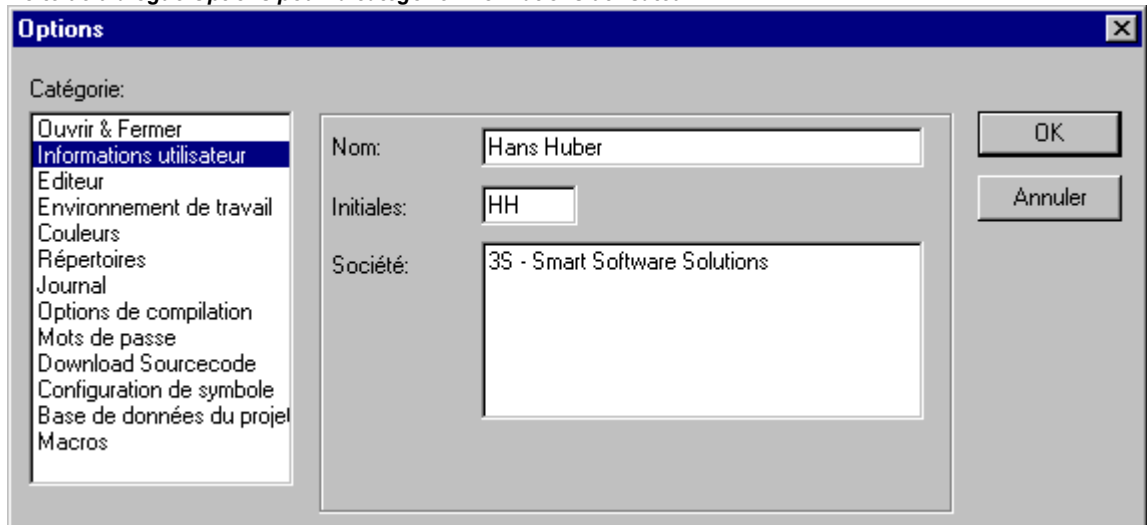 Options
Catégorie:
Ouvrir & Fermer
Informations utilisateur
Editeur
Environnement de travail
Couleurs
Répertoires
Journal
Options de compilation
Mots de passe
Download Sourcecode
Configuration de symbole
Base de données du projet
Macros
Nom:
Hans Huber
Initiales:
HH
Société:
3S - Smart Software Solutions
OK
Annuler